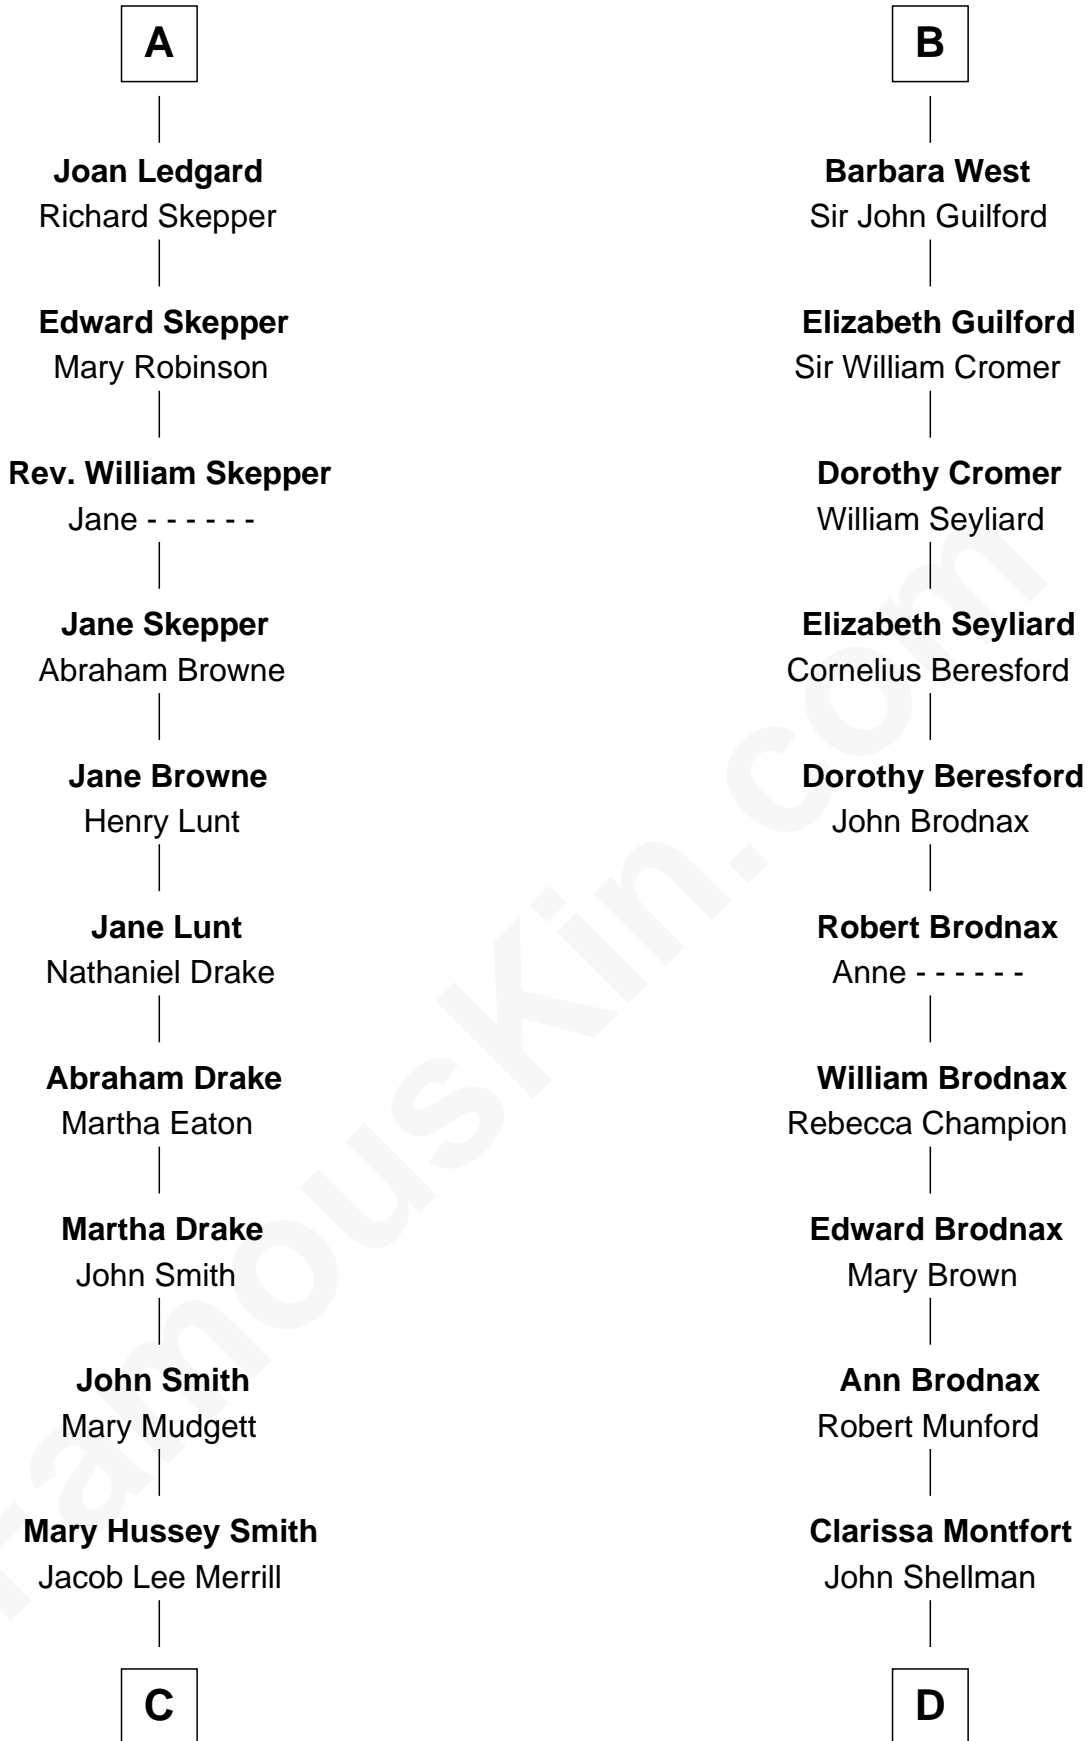 A
Joan Ledgard
Richard Skepper
Edward Skepper
Mary Robinson
Rev. William Skepper
Jane - - - - - -
Jane Skepper
Abraham Browne
Jane Browne
Henry Lunt
Jane Lunt
Nathaniel Drake
Abraham Drake
Martha Eaton
Martha Drake
John Smith
John Smith
Mary Mudgett
Mary Hussey Smith
Jacob Lee Merrill
C
B
Barbara West
Sir John Guilford
Elizabeth Guilford
Sir William Cromer
Dorothy Cromer
William Seyliard
Elizabeth Seyliard
Cornelius Beresford
Dorothy Beresford
John Brodnax
Robert Brodnax
Anne - - - - - -
William Brodnax
Rebecca Champion
Edward Brodnax
Mary Brown
Ann Brodnax
Robert Munford
Clarissa Montfort
John Shellman
D
FamousKin.com